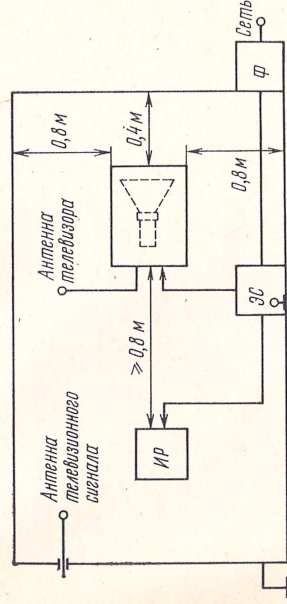 Антенна
телевизионного
сигнала
Антенна
телевизора
0,8 м
0,4 м
⩾ 0,8 м
ИР
0,8 м
ЭС
Ф
Сеть